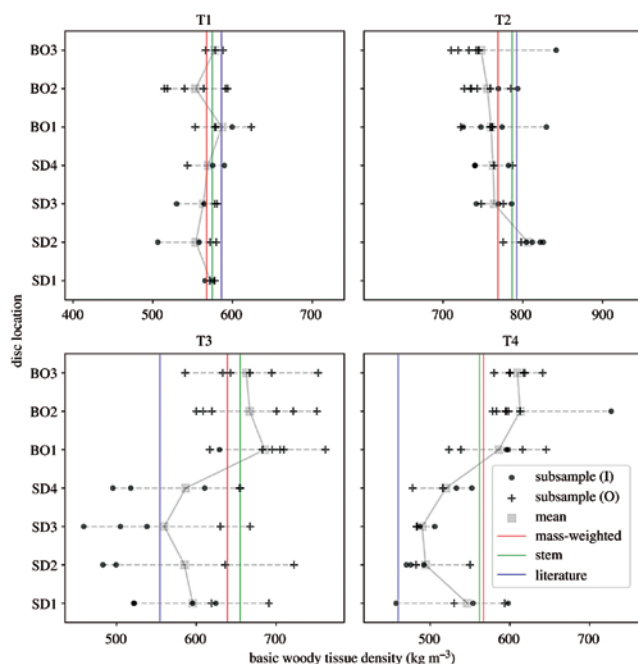 T1
T2
BO3
BO2
BO1
SD4
SD3
SD2
SD1
400
500
600
700
700
800
900
disc location
T3
T4
BO3
BO2
BO1
SD4
SD3
SD2
SD1
subsample (I)
subsample (O)
mean
mass-weighted
stem
literature
500
600
700
500
600
700
basic woody tissue density (kg m⁻³)